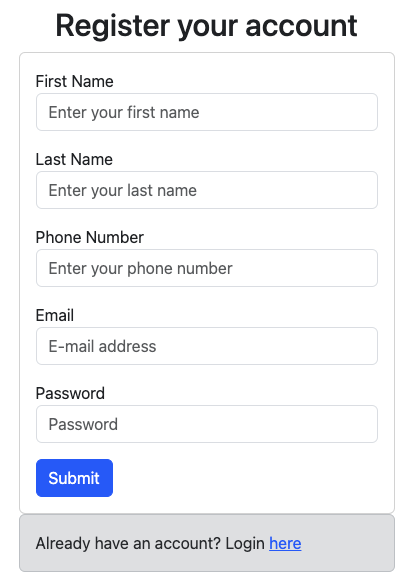 Register your account
First Name
Enter your first name
Last Name
Enter your last name
Phone Number
Enter your phone number
Email
E-mail address
Password
Password
Submit
Already have an account? Login here